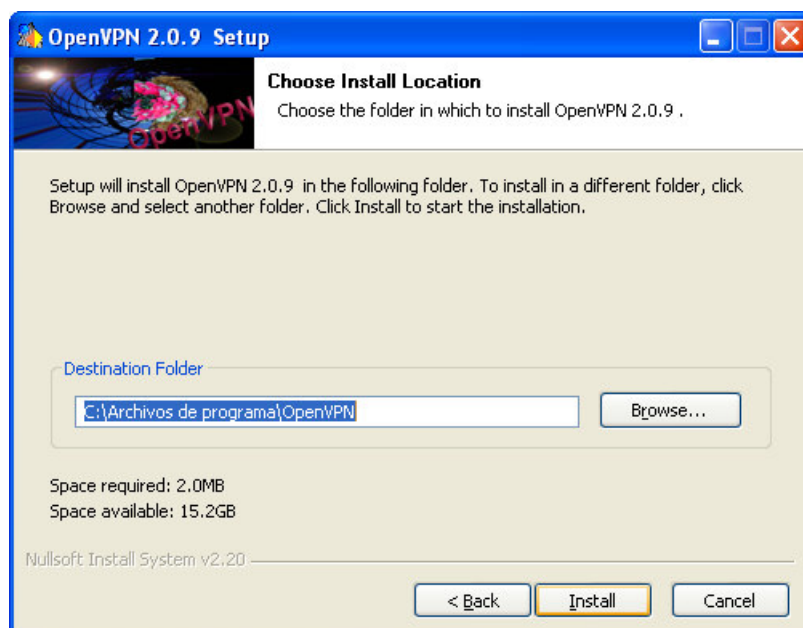 OpenVPN 2.0.9 Setup
OpenVPN
Choose Install Location
Choose the folder in which to install OpenVPN 2.0.9 .
Setup will install OpenVPN 2.0.9 in the following folder. To install in a different folder, click
Browse and select another folder. Click Install to start the installation.
Destination Folder
C:\Archivos de programa\OpenVPN
Browse...
Space required: 2.0MB
Space available: 15.2GB
Nullsoft Install System v2.20
< Back
Install
Cancel